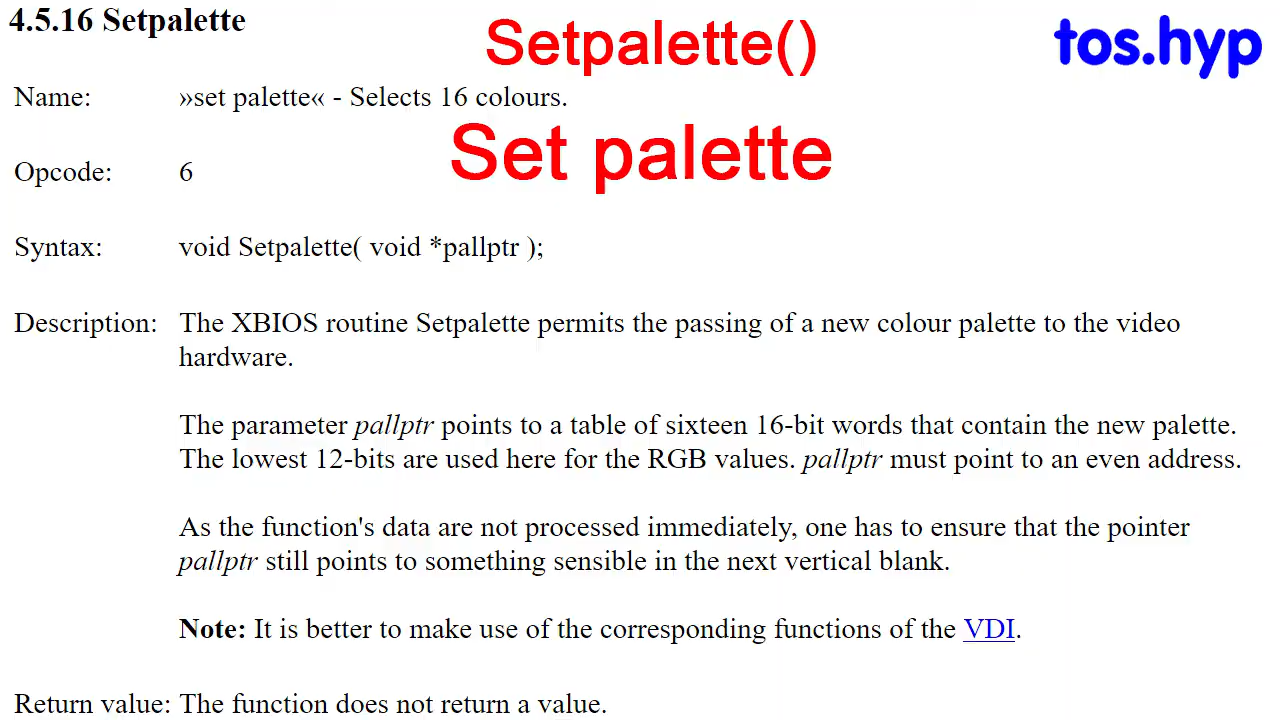 4.5.16 Setpalette
Setpalette()
tos.hyp
Name: »set palette« - Selects 16 colours.
Set palette
Opcode: 6
Syntax: void Setpalette( void *pallptr );
Description: The XBIOS routine Setpalette permits the passing of a new colour palette to the video
hardware.
The parameter pallptr points to a table of sixteen 16-bit words that contain the new palette.
The lowest 12-bits are used here for the RGB values. pallptr must point to an even address.
As the function's data are not processed immediately, one has to ensure that the pointer
pallptr still points to something sensible in the next vertical blank.
Note: It is better to make use of the corresponding functions of the VDI.
Return value: The function does not return a value.